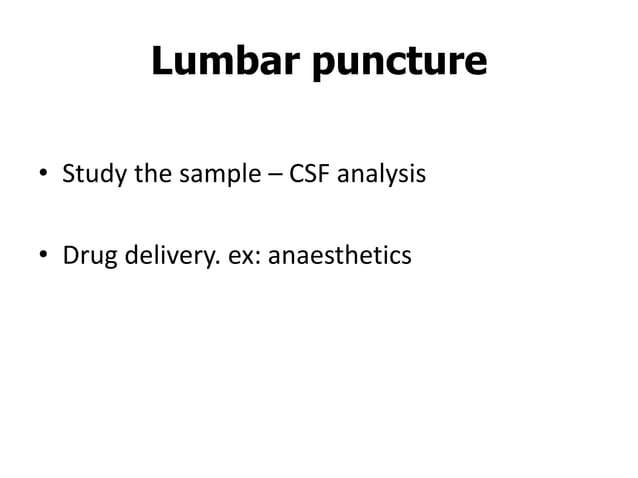 Lumbar puncture
• Study the sample – CSF analysis
• Drug delivery. ex: anaesthetics